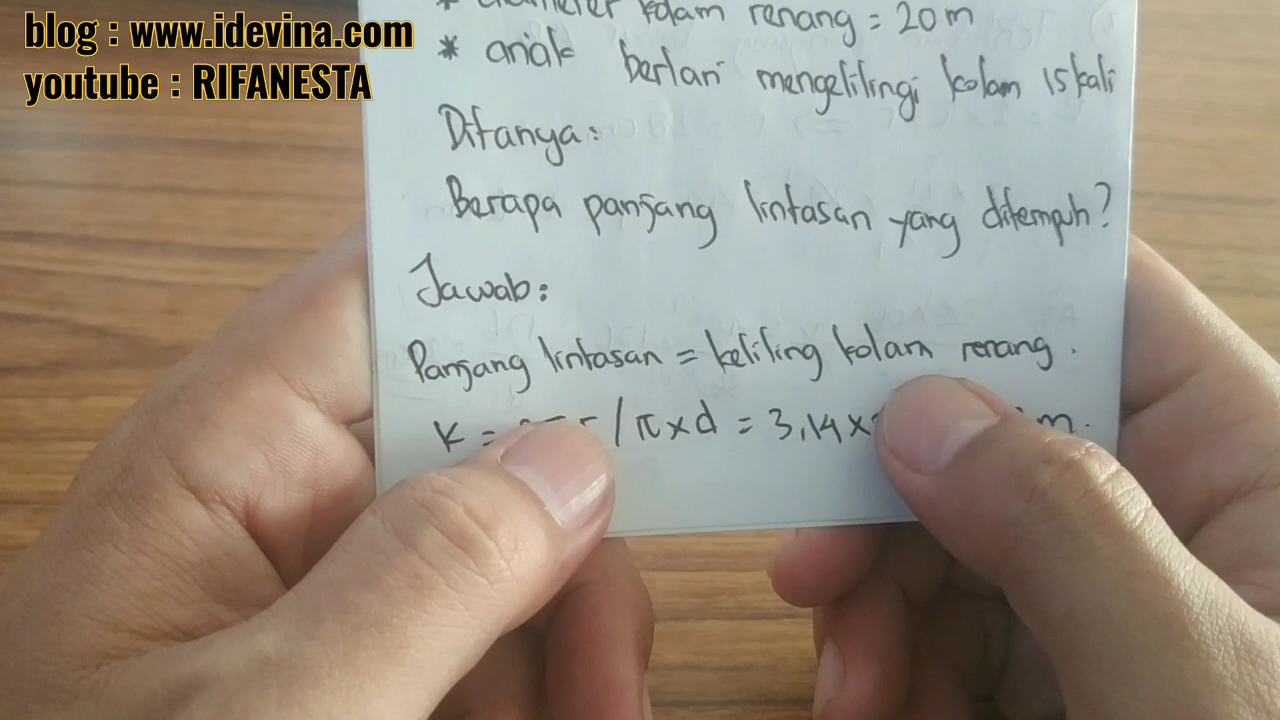 blog : www.idevina.com
youtube : RIFANESTA
* diameter kolam renang = 20 m
* anak berlari mengelilingi kolam 15 kali
Ditanya:
Berapa panjang lintasan yang ditempuh?
Jawab:
Panjang lintasan = keliling kolam renang.
K = / π x d = 3,14 x m.